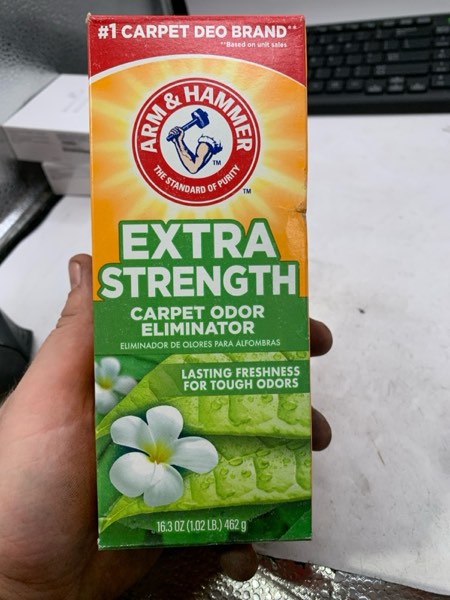 #1 CARPET DEO BRAND**
**Based on unit sales
ARM & HAMMER
TM
THE STANDARD OF PURITY
TM
EXTRA
STRENGTH
CARPET ODOR
ELIMINATOR
ELIMINADOR DE OLORES PARA ALFOMBRAS
LASTING FRESHNESS
FOR TOUGH ODORS
16.3 OZ (1.02 LB.) 462 g